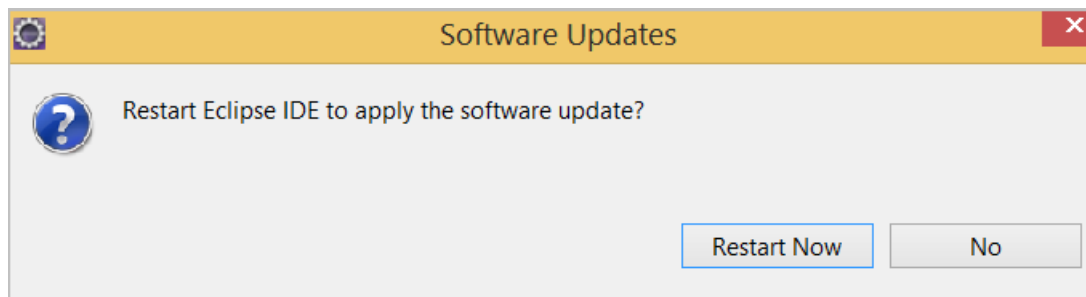 Software Updates
Restart Eclipse IDE to apply the software update?
Restart Now
No